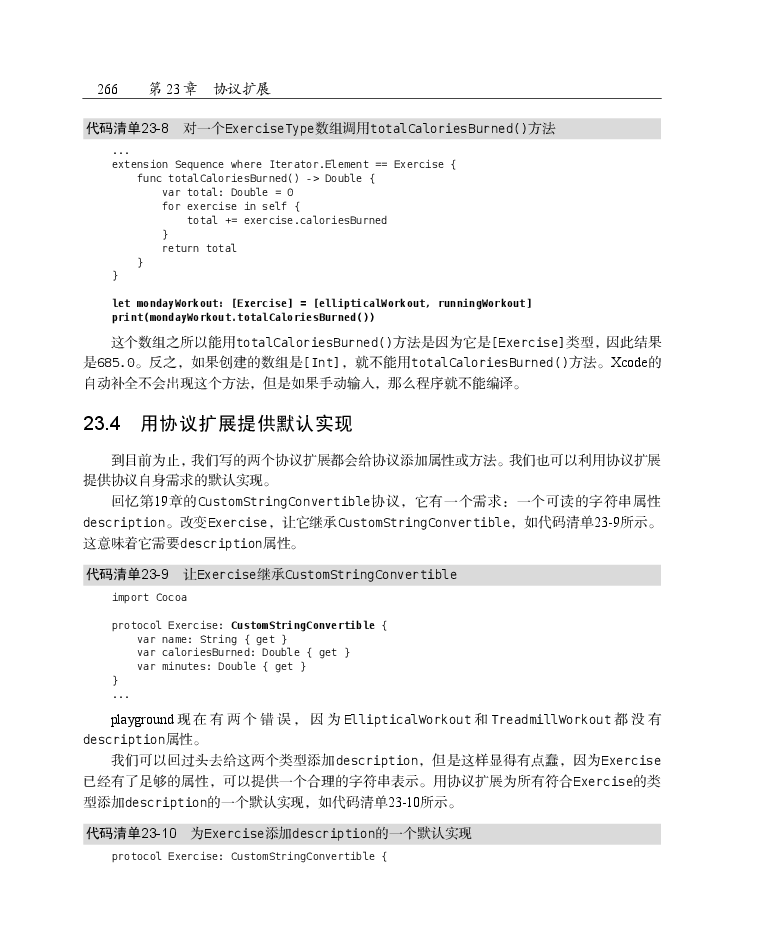 266 第 23 章 协议扩展
代码清单23-8 对一个ExerciseType数组调用totalCaloriesBurned()方法
...
extension Sequence where Iterator.Element == Exercise {
    func totalCaloriesBurned() -> Double {
        var total: Double = 0
        for exercise in self {
            total += exercise.caloriesBurned
        }
        return total
    }
}
let mondayWorkout: [Exercise] = [ellipticalWorkout, runningWorkout]
print(mondayWorkout.totalCaloriesBurned())
这个数组之所以能用totalCaloriesBurned()方法是因为它是[Exercise]类型，因此结果
是685.0。反之，如果创建的数组是[Int]，就不能用totalCaloriesBurned()方法。Xcode的
自动补全不会出现这个方法，但是如果手动输入，那么程序就不能编译。
23.4 用协议扩展提供默认实现
到目前为止，我们写的两个协议扩展都会给协议添加属性或方法。我们也可以利用协议扩展
提供协议自身需求的默认实现。
回忆第19章的CustomStringConvertible协议，它有一个需求：一个可读的字符串属性
description。改变Exercise，让它继承CustomStringConvertible，如代码清单23-9所示。
这意味着它需要description属性。
代码清单23-9 让Exercise继承CustomStringConvertible
import Cocoa
protocol Exercise: CustomStringConvertible {
    var name: String { get }
    var caloriesBurned: Double { get }
    var minutes: Double { get }
}
...
playground现在有两个错误，因为EllipticalWorkout和TreadmillWorkout都没有
description属性。
我们可以回过头去给这两个类型添加description，但是这样显得有点蠢，因为Exercise
已经有了足够的属性，可以提供一个合理的字符串表示。用协议扩展为所有符合Exercise的类
型添加description的一个默认实现，如代码清单23-10所示。
代码清单23-10 为Exercise添加description的一个默认实现
protocol Exercise: CustomStringConvertible {